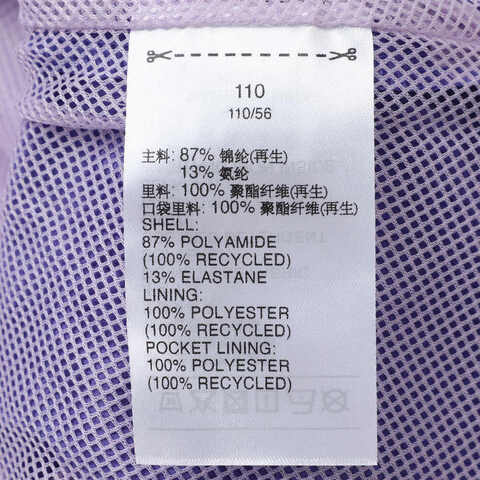 110
110/56
主料: 87% 锦纶(再生)
13% 氨纶
里料: 100% 聚酯纤维(再生)
口袋里料: 100% 聚酯纤维(再生)
SHELL:
87% POLYAMIDE
(100% RECYCLED)
13% ELASTANE
LINING:
100% POLYESTER
(100% RECYCLED)
POCKET LINING:
100% POLYESTER
(100% RECYCLED)